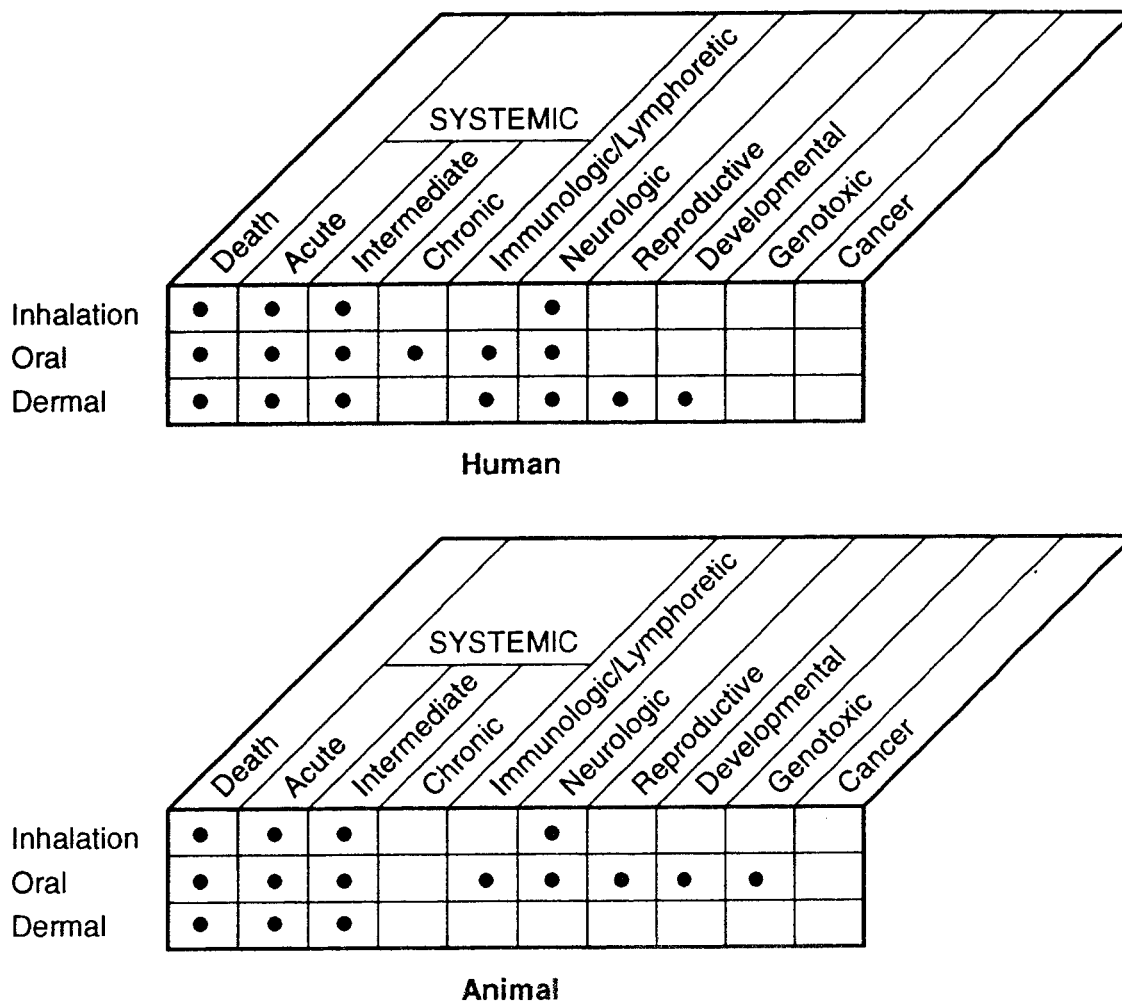 SYSTEMIC
Death
Acute
Intermediate
Chronic
Immunologic/Lymphoretic
Neurologic
Reproductive
Developmental
Genotoxic
Cancer
Inhalation
Oral
Dermal
Human
SYSTEMIC
Death
Acute
Intermediate
Chronic
Immunologic/Lymphoretic
Neurologic
Reproductive
Developmental
Genotoxic
Cancer
Inhalation
Oral
Dermal
Animal